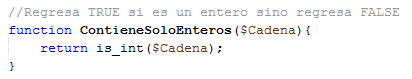 //Regresa TRUE si es un entero sino regresa FALSE
function ContieneSoloEnteros($Cadena){
    return is_int($Cadena);
}